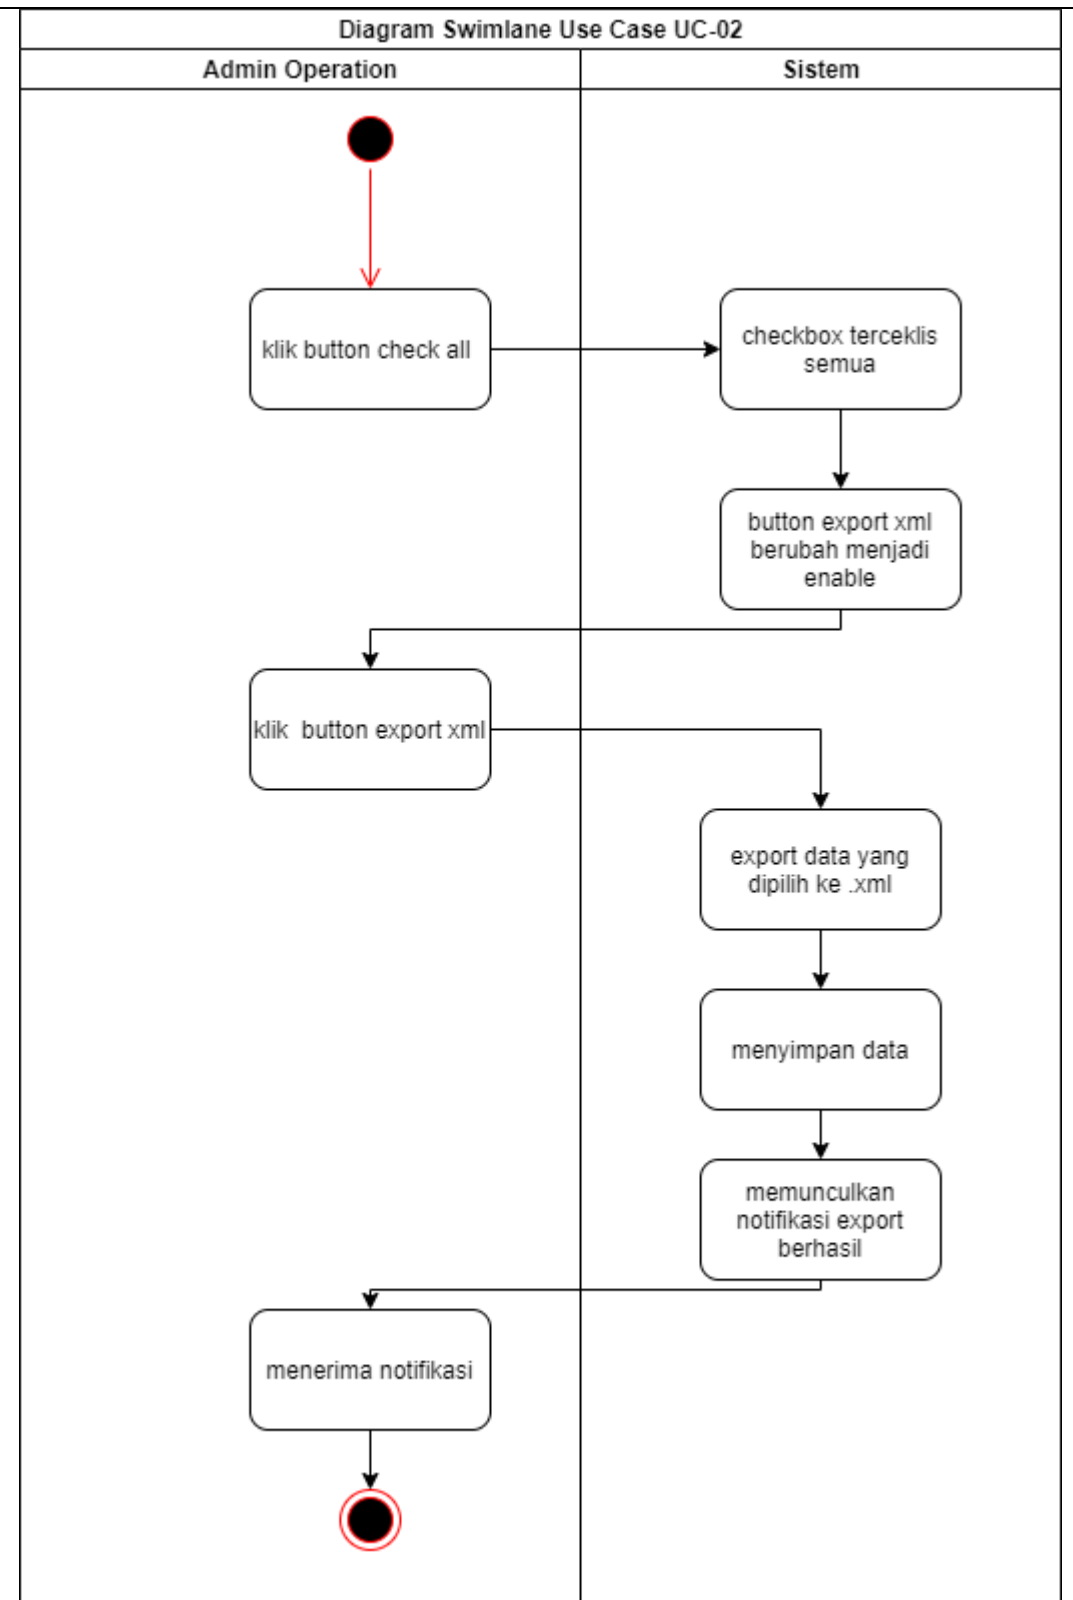 Diagram Swimlane Use Case UC-02
Admin Operation
Sistem
klik button check all
checkbox terceklis
semua
button export xml
berubah menjadi
enable
klik  button export xml
export data yang
dipilih ke .xml
menyimpan data
memunculkan
notifikasi export
berhasil
menerima notifikasi